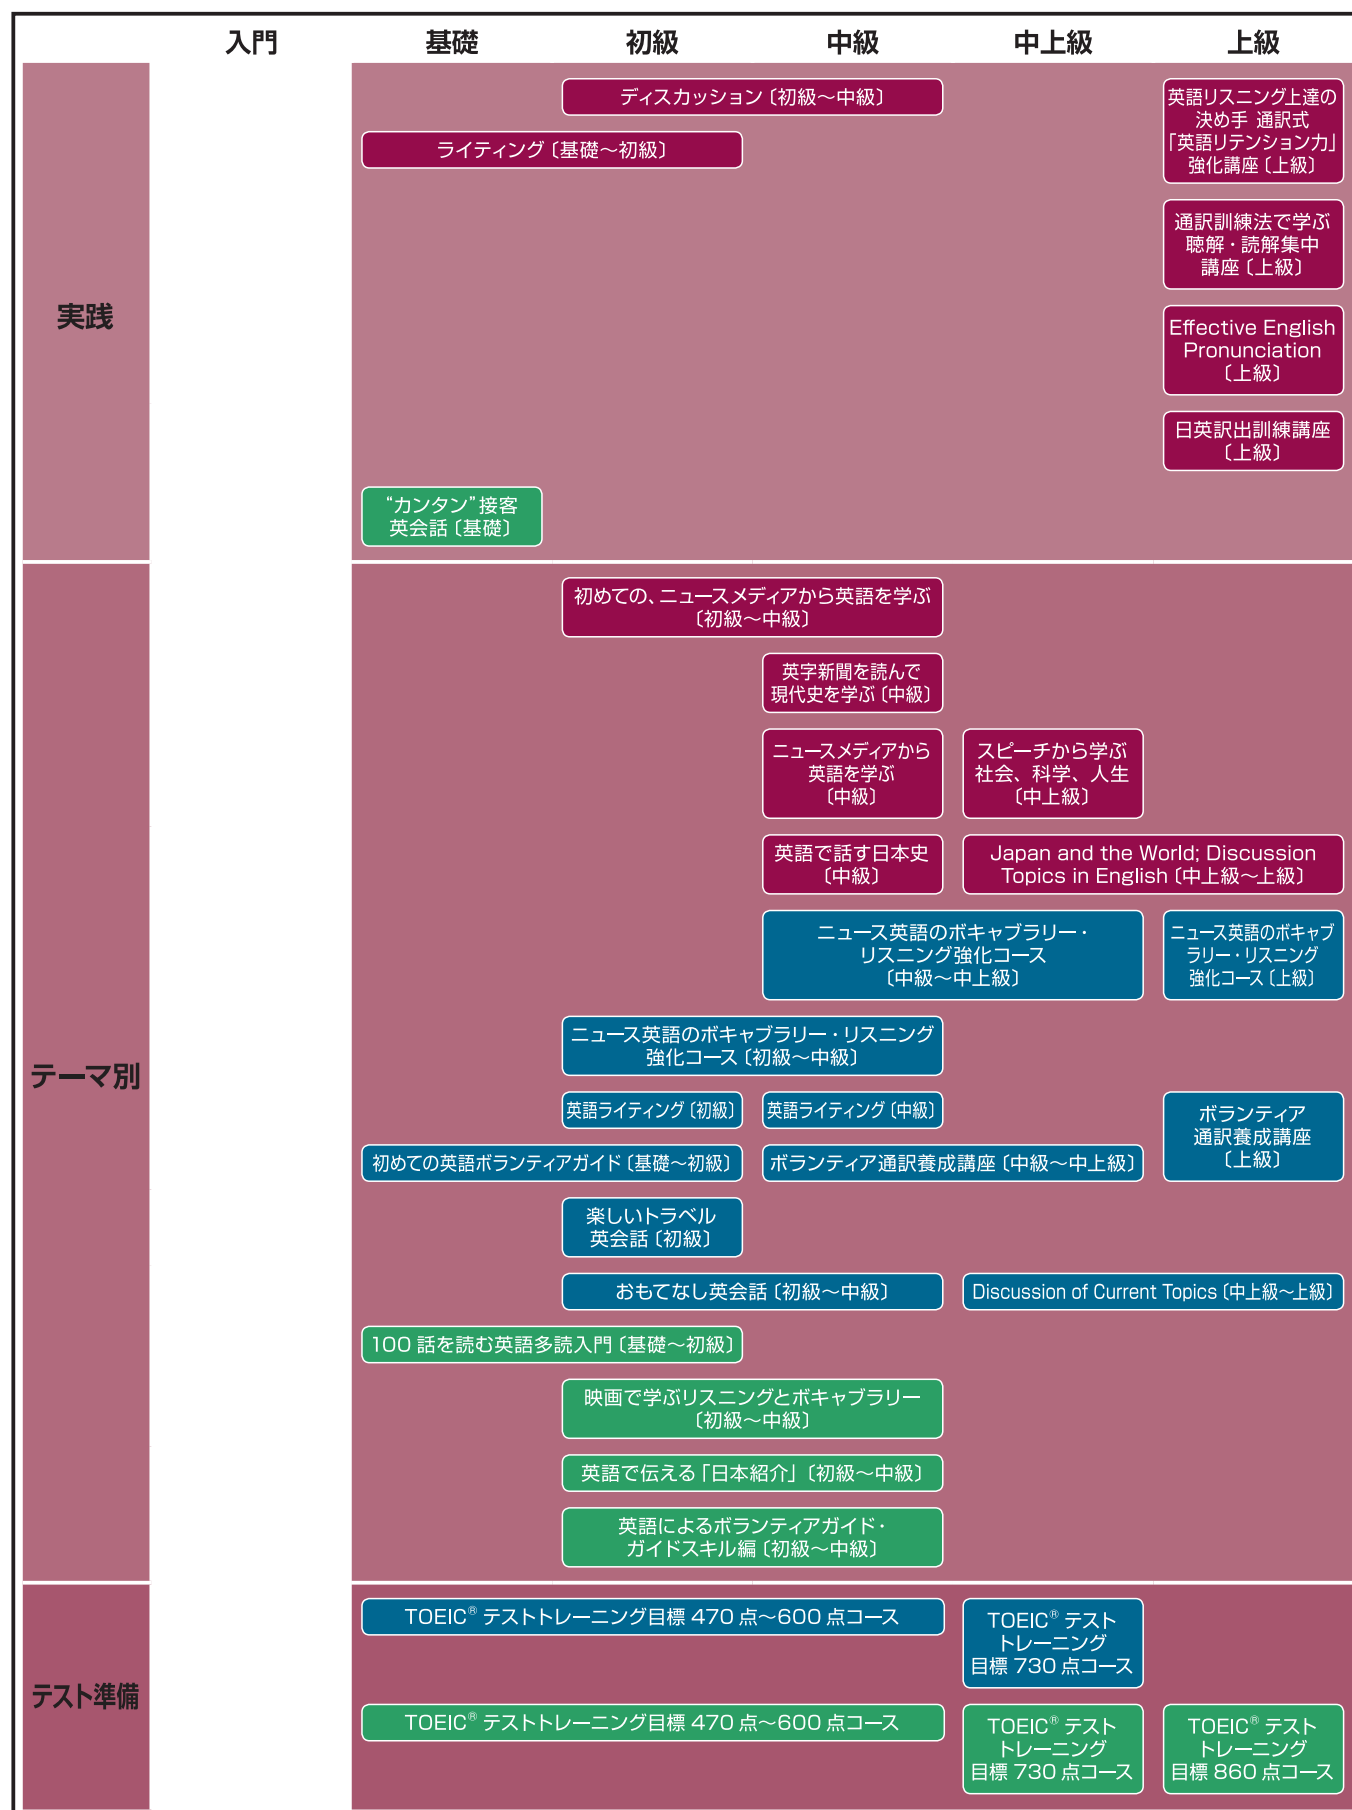 入門 基礎 初級 中級 中上級 上級
実践
ディスカッション〔初級〜中級〕
ライティング〔基礎〜初級〕
英語リスニング上達の
決め手 通訳式
「英語リテンション力」
強化講座〔上級〕
通訳訓練法で学ぶ
聴解・読解集中
講座〔上級〕
Effective English
Pronunciation
〔上級〕
日英訳出訓練講座
〔上級〕
“カンタン”接客
英会話〔基礎〕
テーマ別
初めての、ニュースメディアから英語を学ぶ
〔初級〜中級〕
英字新聞を読んで
現代史を学ぶ〔中級〕
ニュースメディアから
英語を学ぶ
〔中級〕
スピーチから学ぶ
社会、科学、人生
〔中上級〕
英語で話す日本史
〔中級〕
Japan and the World; Discussion
Topics in English〔中上級〜上級〕
ニュース英語のボキャブラリー・
リスニング強化コース
〔中級〜中上級〕
ニュース英語のボキャブ
ラリー・リスニング
強化コース〔上級〕
ニュース英語のボキャブラリー・リスニング
強化コース〔初級〜中級〕
英語ライティング〔初級〕
英語ライティング〔中級〕
ボランティア
通訳養成講座
〔上級〕
初めての英語ボランティアガイド〔基礎〜初級〕
ボランティア通訳養成講座〔中級〜中上級〕
楽しいトラベル
英会話〔初級〕
おもてなし英会話〔初級〜中級〕
Discussion of Current Topics〔中上級〜上級〕
100 話を読む英語多読入門〔基礎〜初級〕
映画で学ぶリスニングとボキャブラリー
〔初級〜中級〕
英語で伝える「日本紹介」〔初級〜中級〕
英語によるボランティアガイド・
ガイドスキル編〔初級〜中級〕
テスト準備
TOEIC® テストトレーニング目標 470 点〜600 点コース
TOEIC® テスト
トレーニング
目標 730 点コース
TOEIC® テストトレーニング目標 470 点〜600 点コース
TOEIC® テスト
トレーニング
目標 730 点コース
TOEIC® テスト
トレーニング
目標 860 点コース